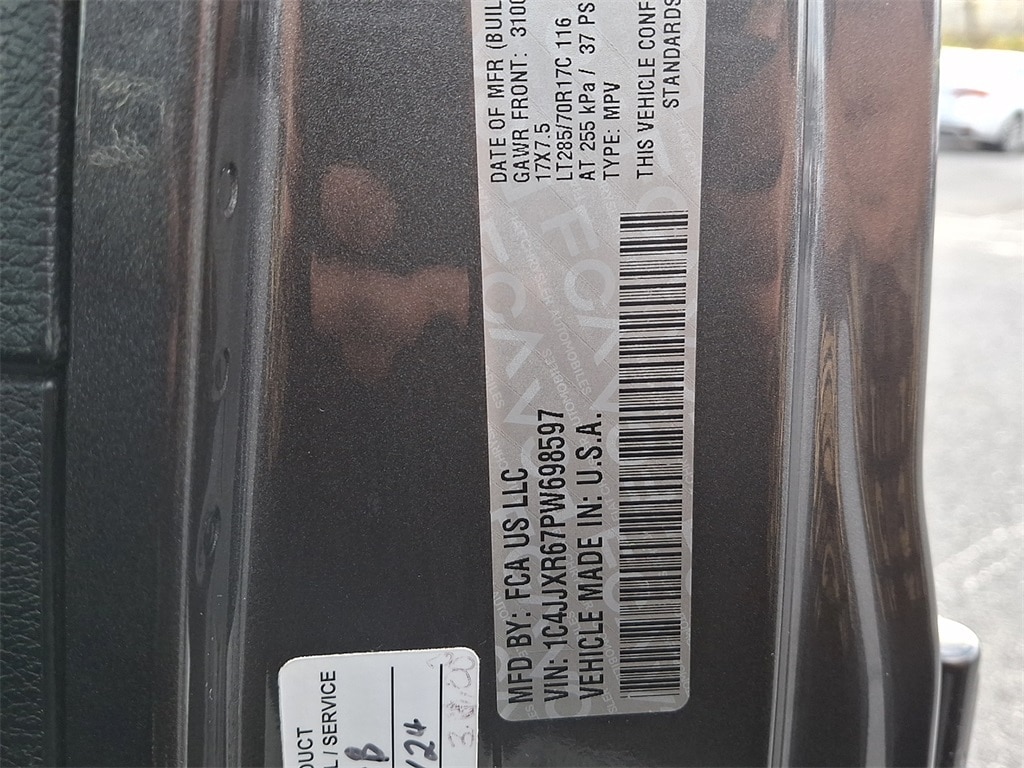 MFD BY: FCA US LLC
VIN: 1C4JJXR67PW698597
VEHICLE MADE IN: U.S.A.
DATE OF MFR (BUIL
GAWR FRONT: 310
17X7.5
LT285/70R17C 116
AT 255 kPa / 37 PS
TYPE: MPV
THIS VEHICLE CONF
STANDARDS
DUCT
L / SERVICE